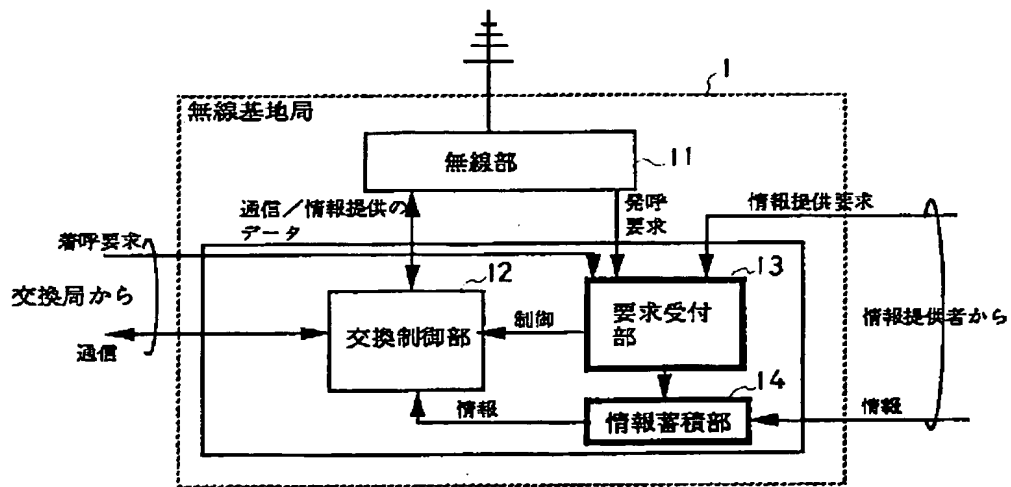 1
無線基地局
無線部
11
通信／情報提供の
データ
発呼
要求
情報提供要求
着呼要求
12
13
交換局から
交換制御部
制御
要求受付
部
情報提供者から
通信
14
情報
情報蓄積部
情報